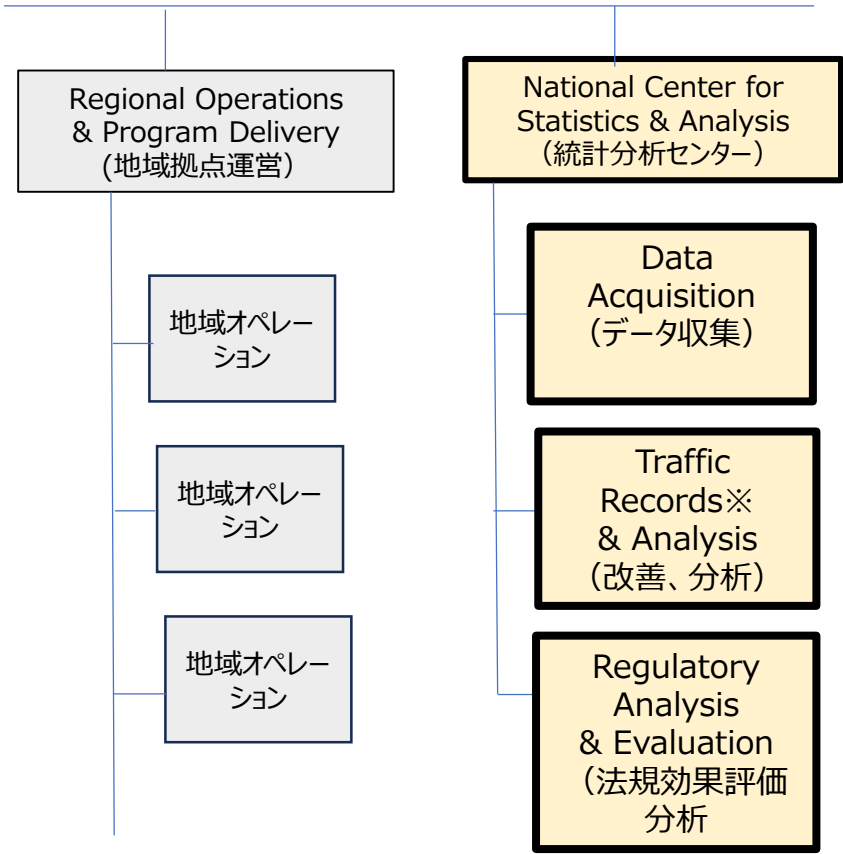 Regional Operations
& Program Delivery
(地域拠点運営）
National Center for
Statistics & Analysis
（統計分析センター）
地域オペレー
ション
地域オペレー
ション
地域オペレー
ション
Data
Acquisition
（データ収集）
Traffic
Records※
& Analysis
（改善、分析）
Regulatory
Analysis
& Evaluation
（法規効果評価
分析